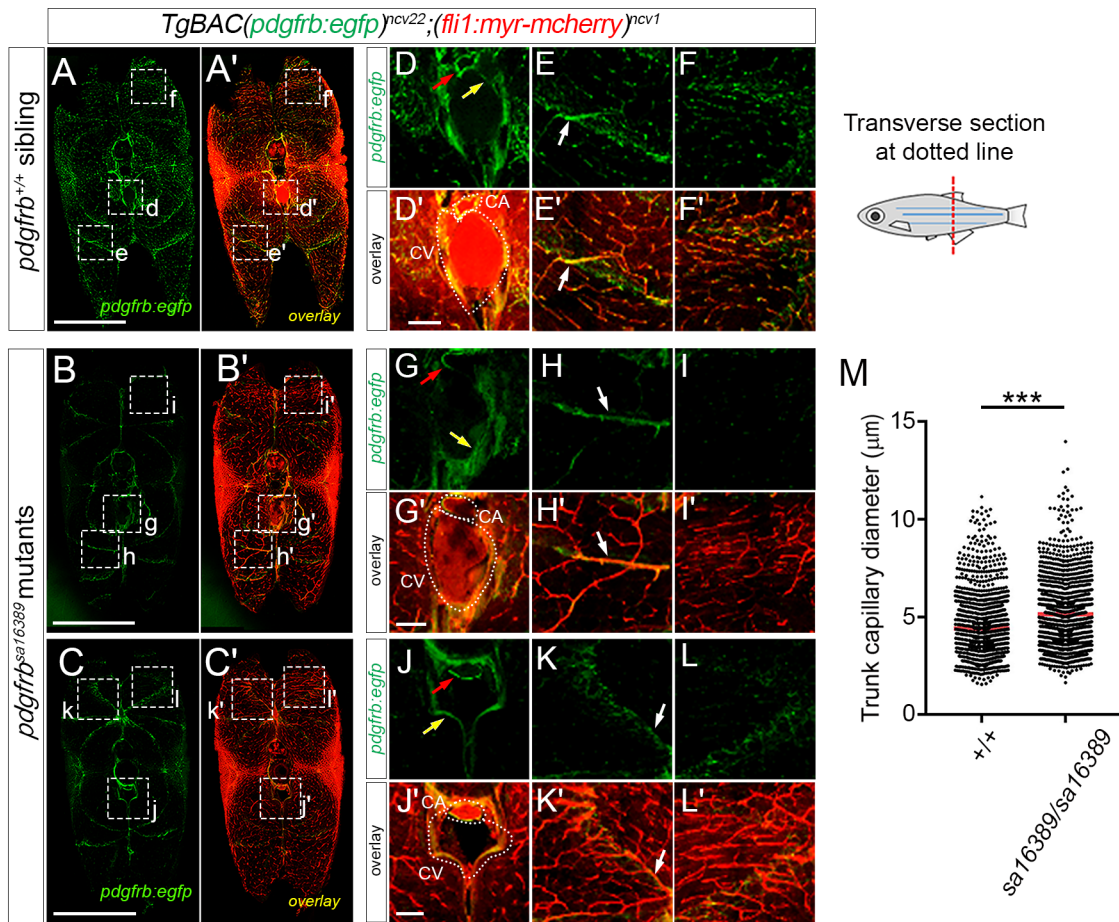 TgBAC(pdgfrb:egfp)ncv22;(fli1:myr-mcherry)ncv1
pdgfrb+/+ sibling
A
f
d
e
pdgfrb:egfp
A'
f'
d'
e'
overlay
pdgfrb:egfp
D
E
F
overlay
D'
CA
CV
E'
F'
Transverse section
at dotted line
pdgfrbsa16389 mutants
B
i
g
h
B'
i'
g'
h'
C
k
l
j
pdgfrb:egfp
C'
k'
l'
j'
overlay
pdgfrb:egfp
G
H
I
overlay
G'
CA
CV
H'
I'
pdgfrb:egfp
J
K
L
overlay
J'
CA
CV
K'
L'
M
***
Trunk capillary diameter (μm)
15
10
5
0
+/+
sa16389/sa16389